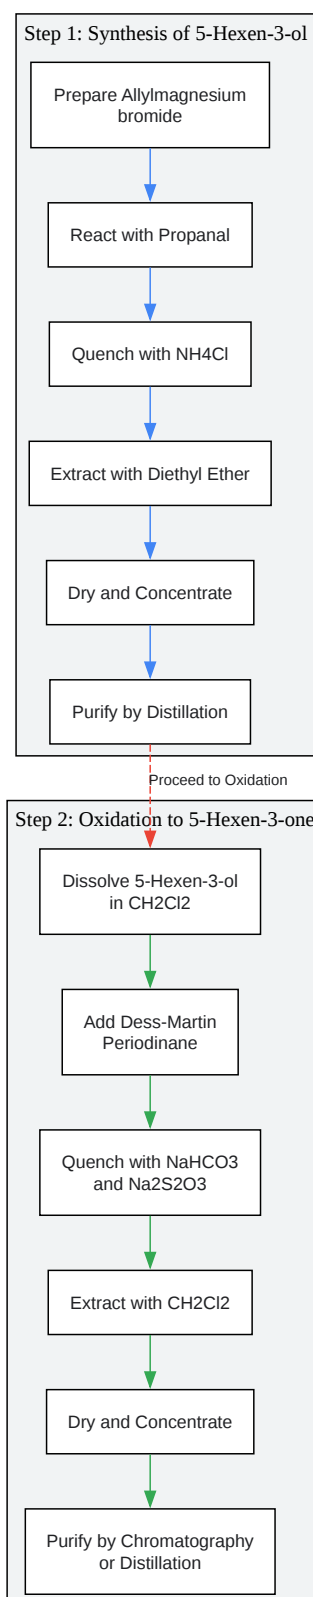 Step 1: Synthesis of 5-Hexen-3-ol
Prepare Allylmagnesium
bromide
React with Propanal
Quench with NH4Cl
Extract with Diethyl Ether
Dry and Concentrate
Purify by Distillation
Proceed to Oxidation
Step 2: Oxidation to 5-Hexen-3-one
Dissolve 5-Hexen-3-ol
in CH2Cl2
Add Dess-Martin
Periodinane
Quench with NaHCO3
and Na2S2O3
Extract with CH2Cl2
Dry and Concentrate
Purify by Chromatography
or Distillation